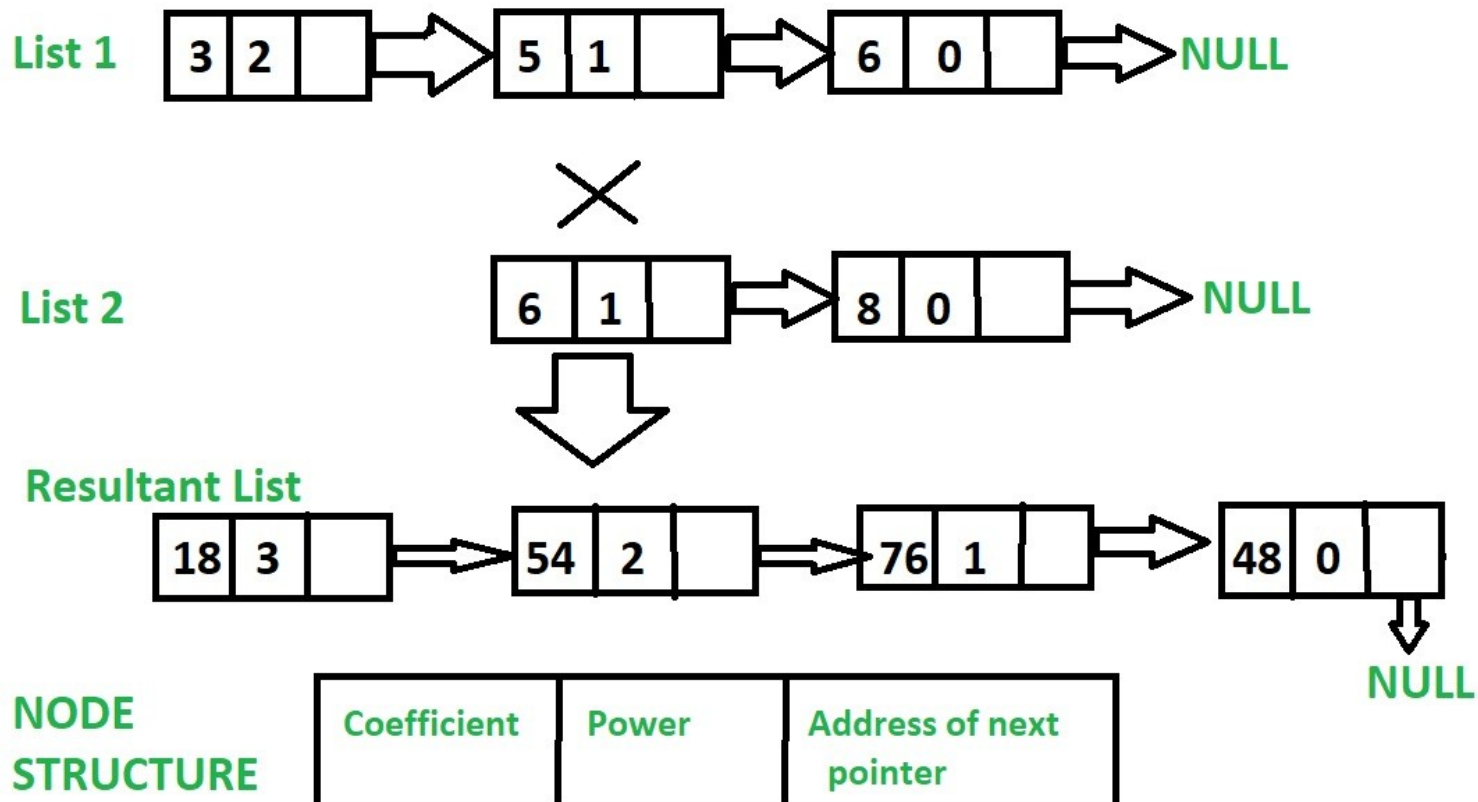 List 1 3 2 5 1 6 0 NULL
List 2 6 1 8 0 NULL
Resultant List
18 3 54 2 76 1 48 0
NULL
NODE
STRUCTURE
Coefficient Power Address of next
pointer